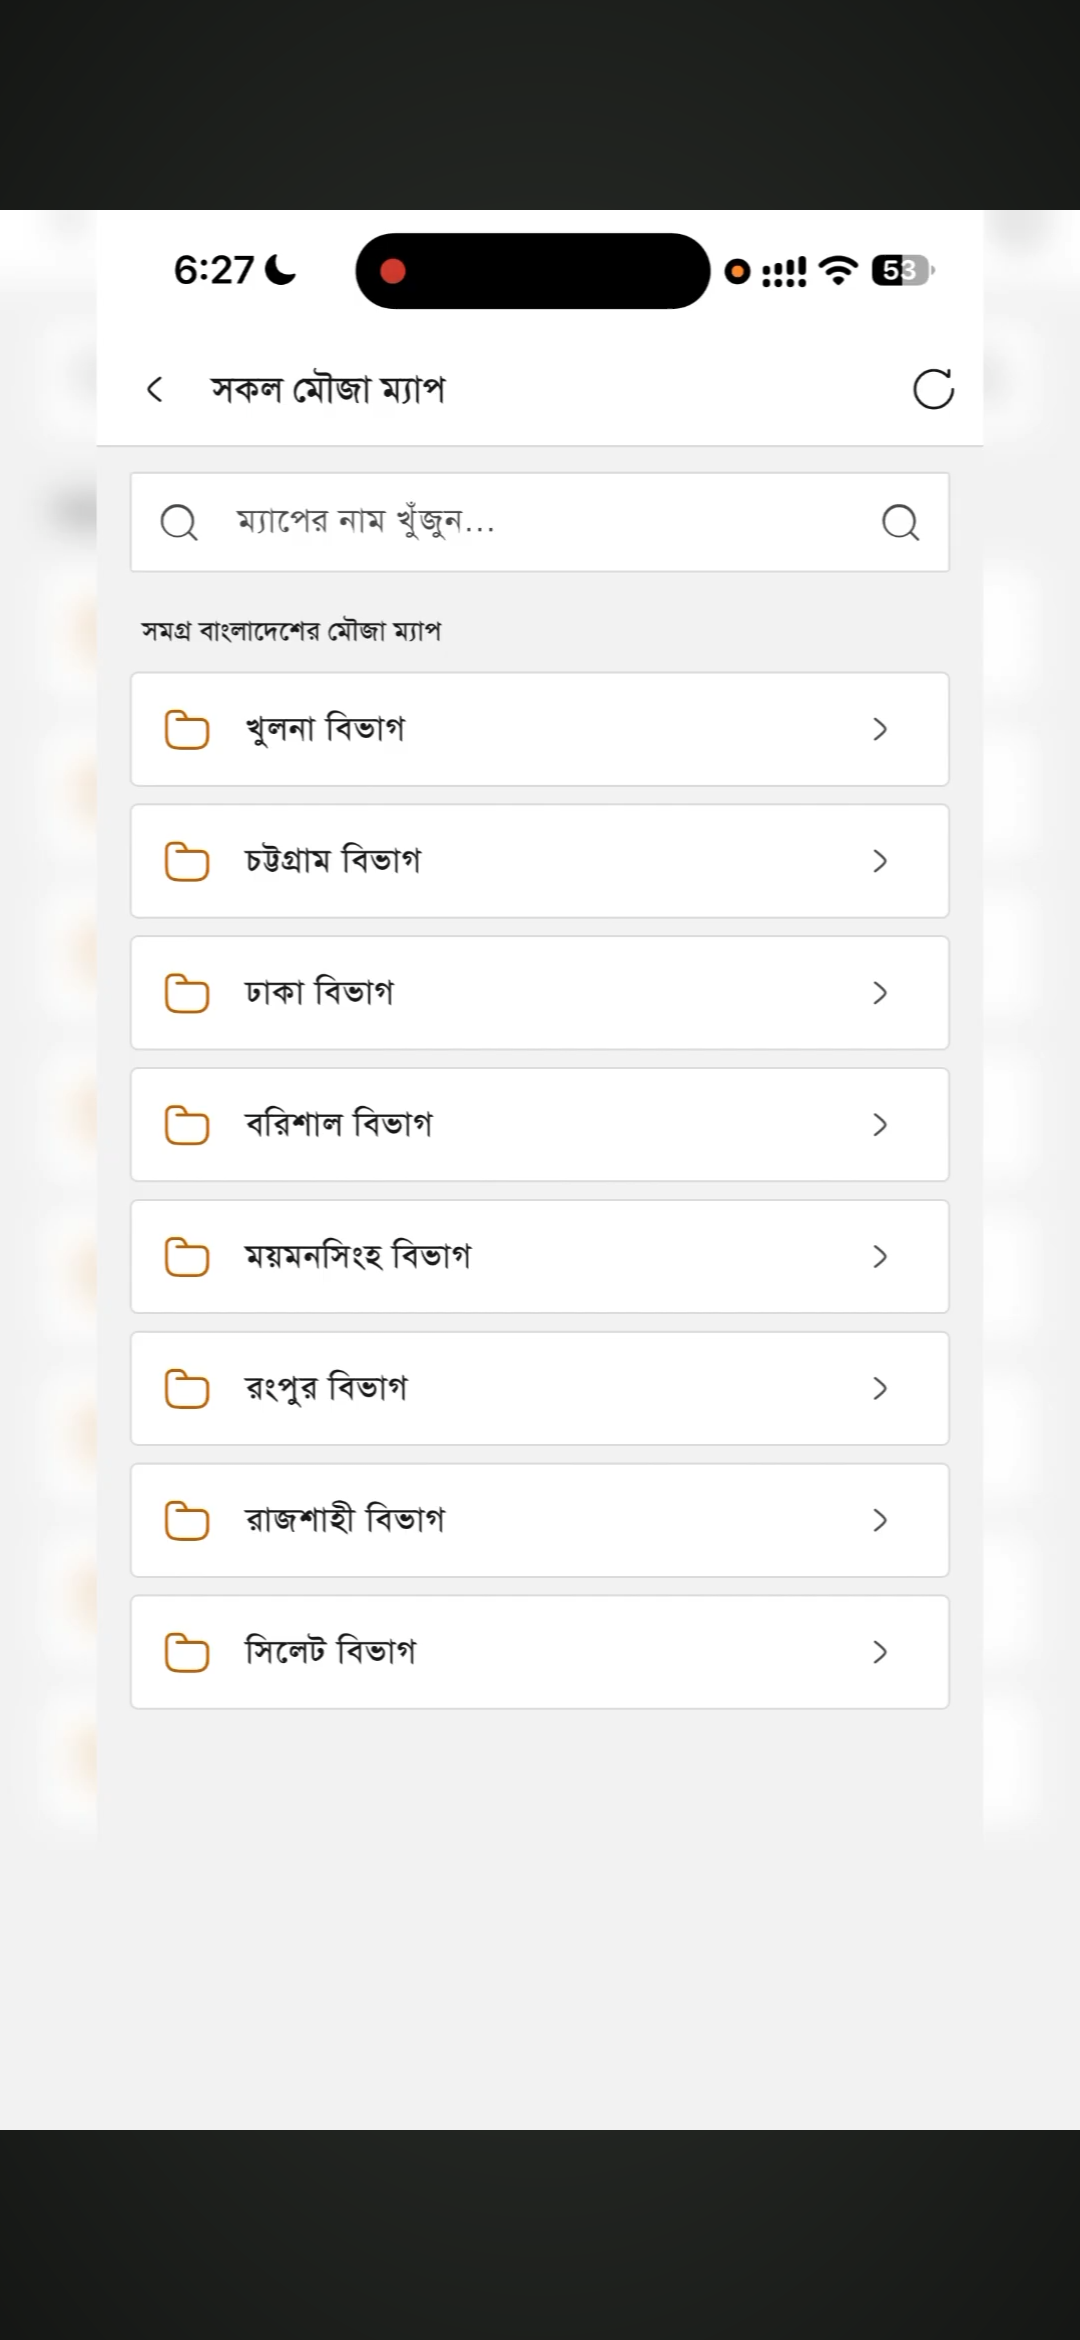 6:27
53
সকল মৌজা ম্যাপ
ম্যাপের নাম খুঁজুন...
সমগ্র বাংলাদেশের মৌজা ম্যাপ
খুলনা বিভাগ
চট্টগ্রাম বিভাগ
ঢাকা বিভাগ
বরিশাল বিভাগ
ময়মনসিংহ বিভাগ
রংপুর বিভাগ
রাজশাহী বিভাগ
সিলেট বিভাগ